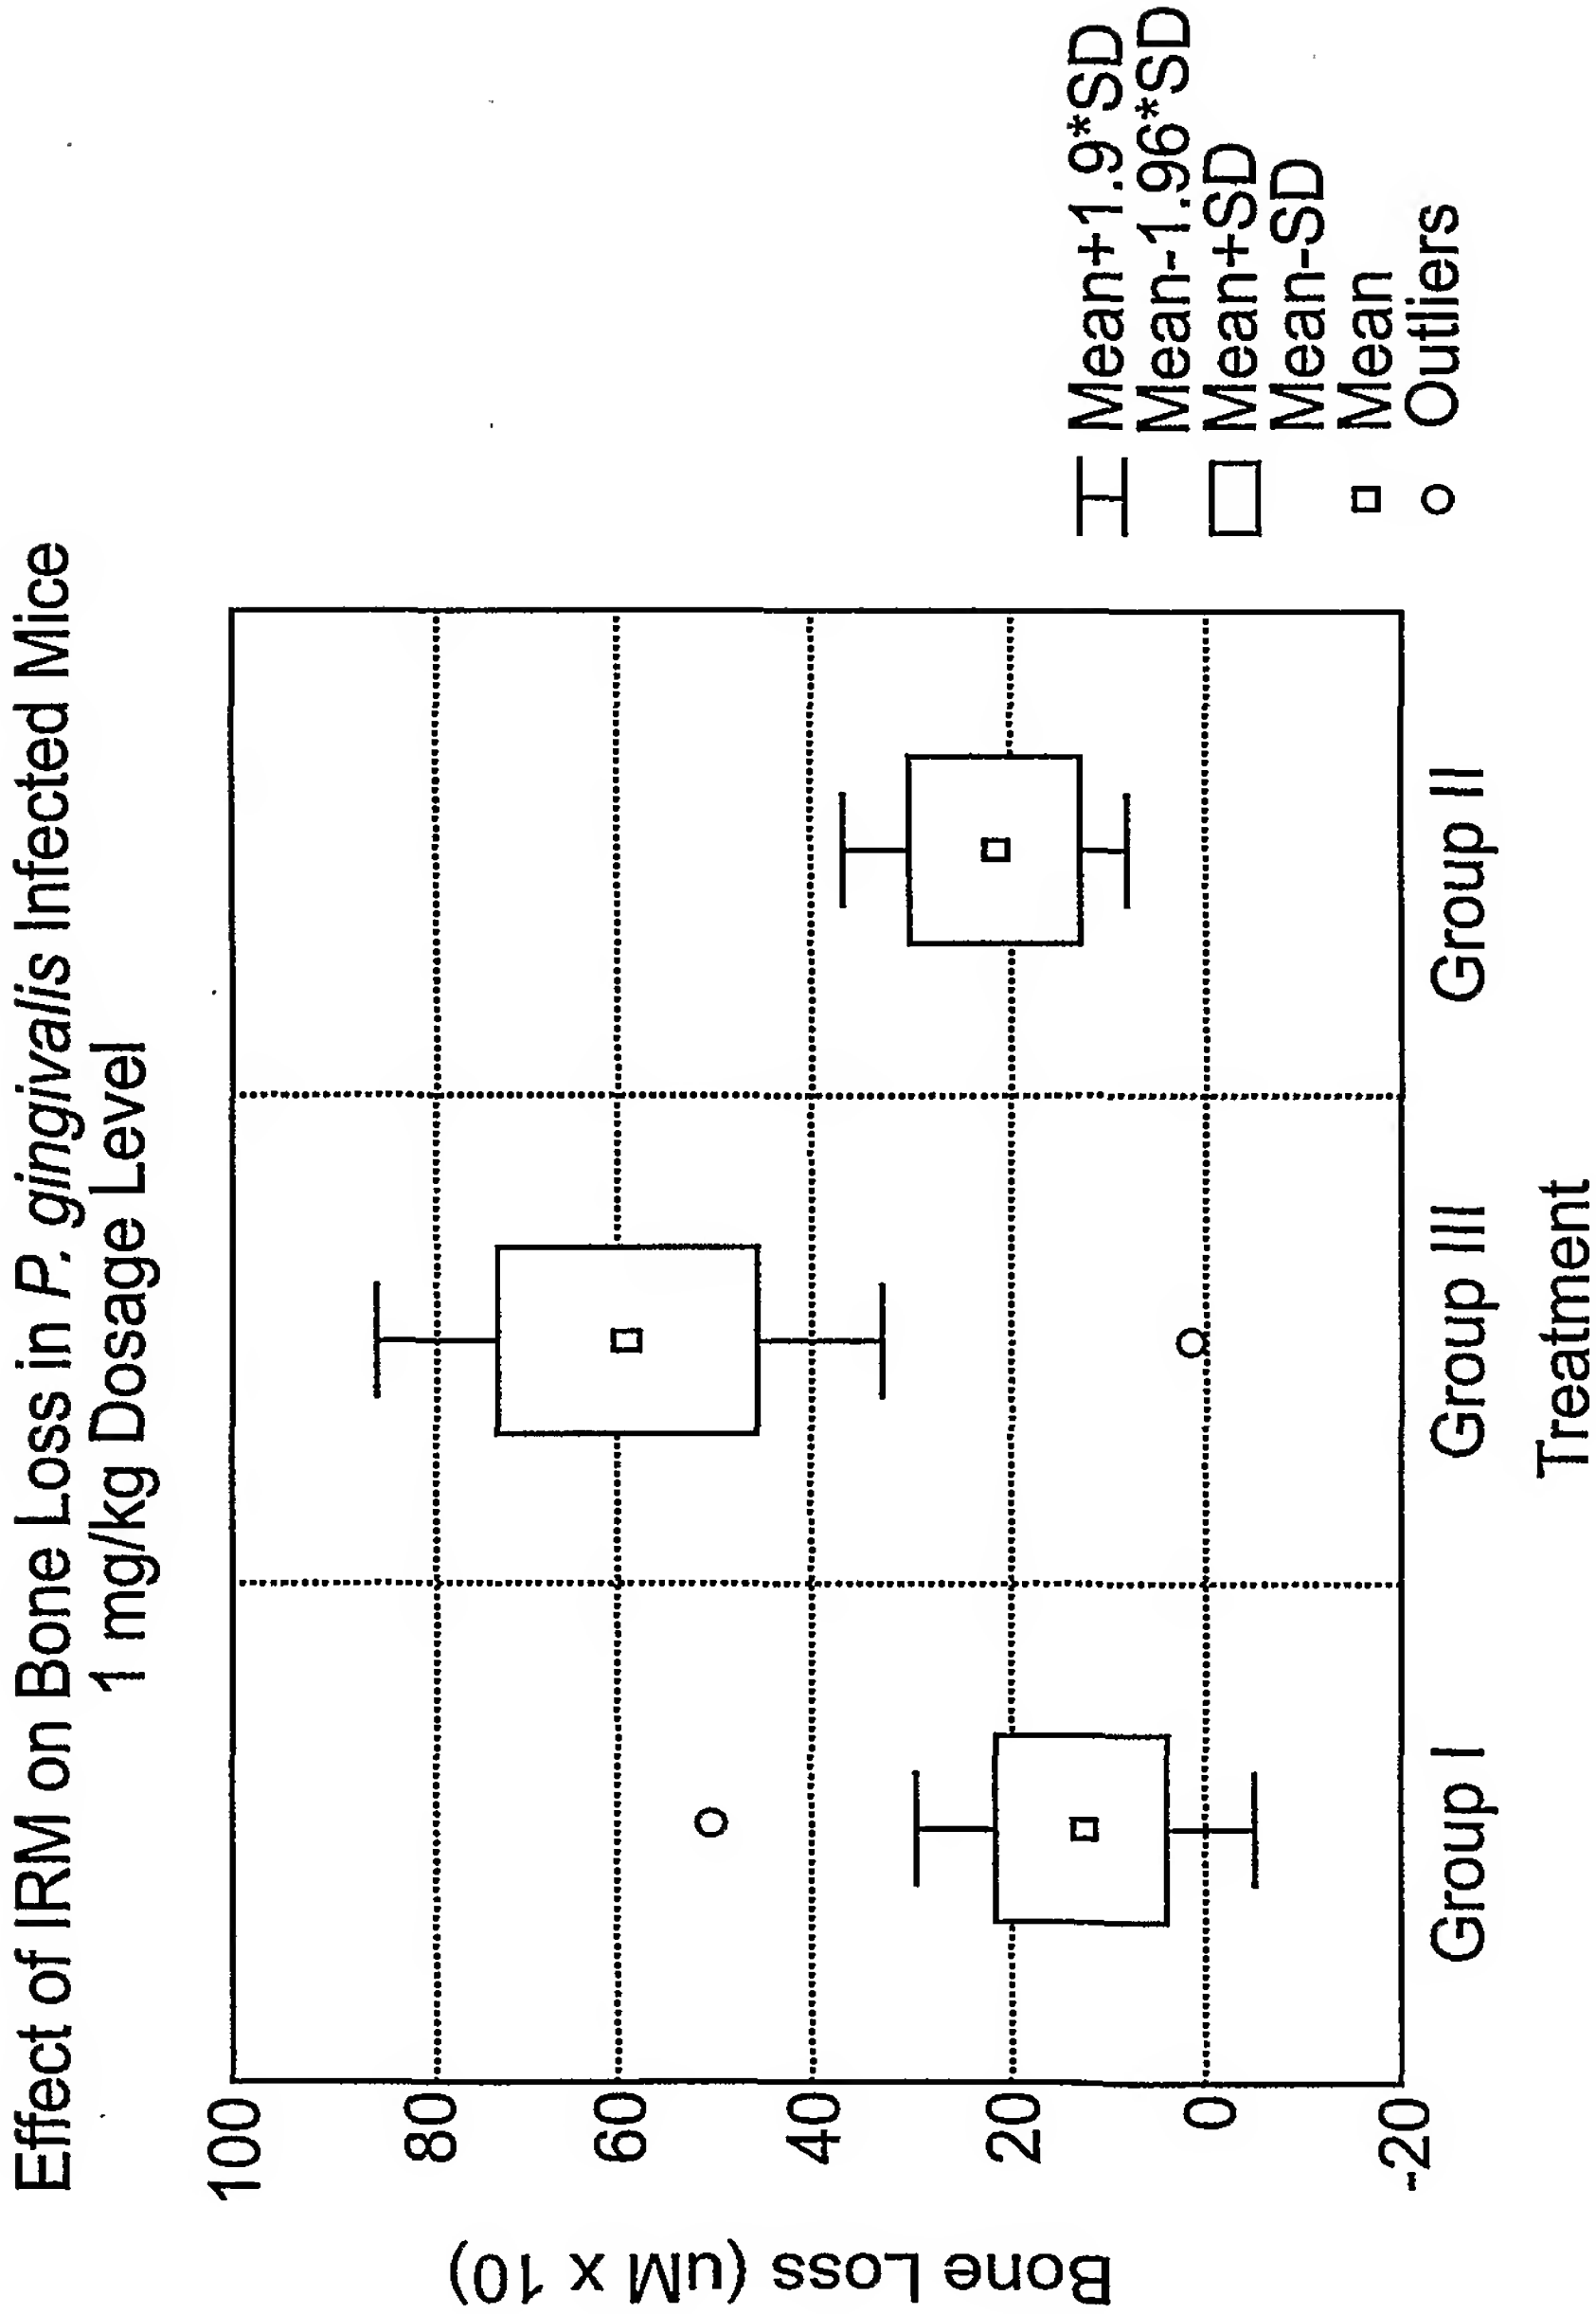 Effect of IRM on Bone Loss in P. gingivalis Infected Mice
1 mg/kg Dosage Level
Bone Loss (uM x 10)
100
80
60
40
20
0
-20
Group I
Group III
Group II
Treatment
Mean+1.9*SD
Mean-1.96*SD
Mean+SD
Mean-SD
Mean
Outliers